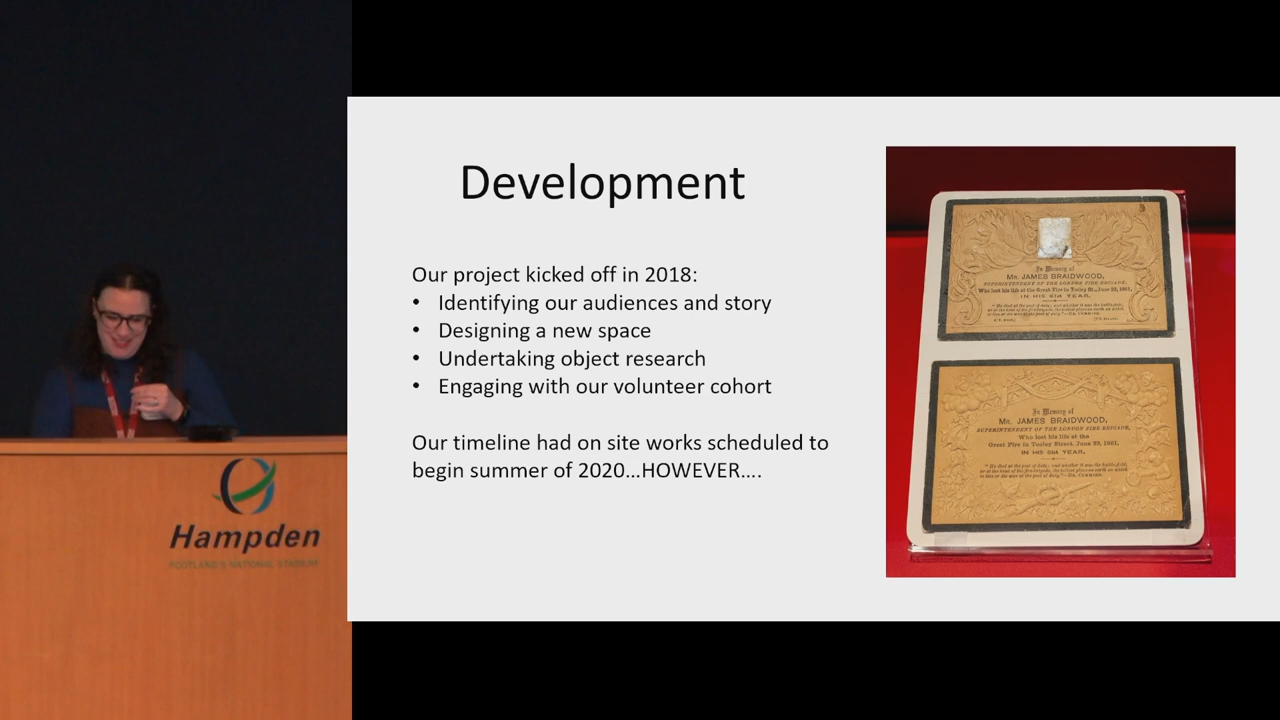 Development
Our project kicked off in 2018:
• Identifying our audiences and story
• Designing a new space
• Undertaking object research
• Engaging with our volunteer cohort
Our timeline had on site works scheduled to
begin summer of 2020...HOWEVER....
Hampden
SCOTLAND'S NATIONAL STADIUM
In Memory of
MR. JAMES BRAIDWOOD,
SUPERINTENDENT OF THE LONDON FIRE BRIGADE,
Who lost his life at the Great Fire in Tooley St., June 22, 1861,
IN HIS 61st YEAR.
In Memory of
MR. JAMES BRAIDWOOD,
SUPERINTENDENT OF THE LONDON FIRE BRIGADE,
Who lost his life at the
Great Fire in Tooley Street, June 22, 1861,
IN HIS 61st YEAR.